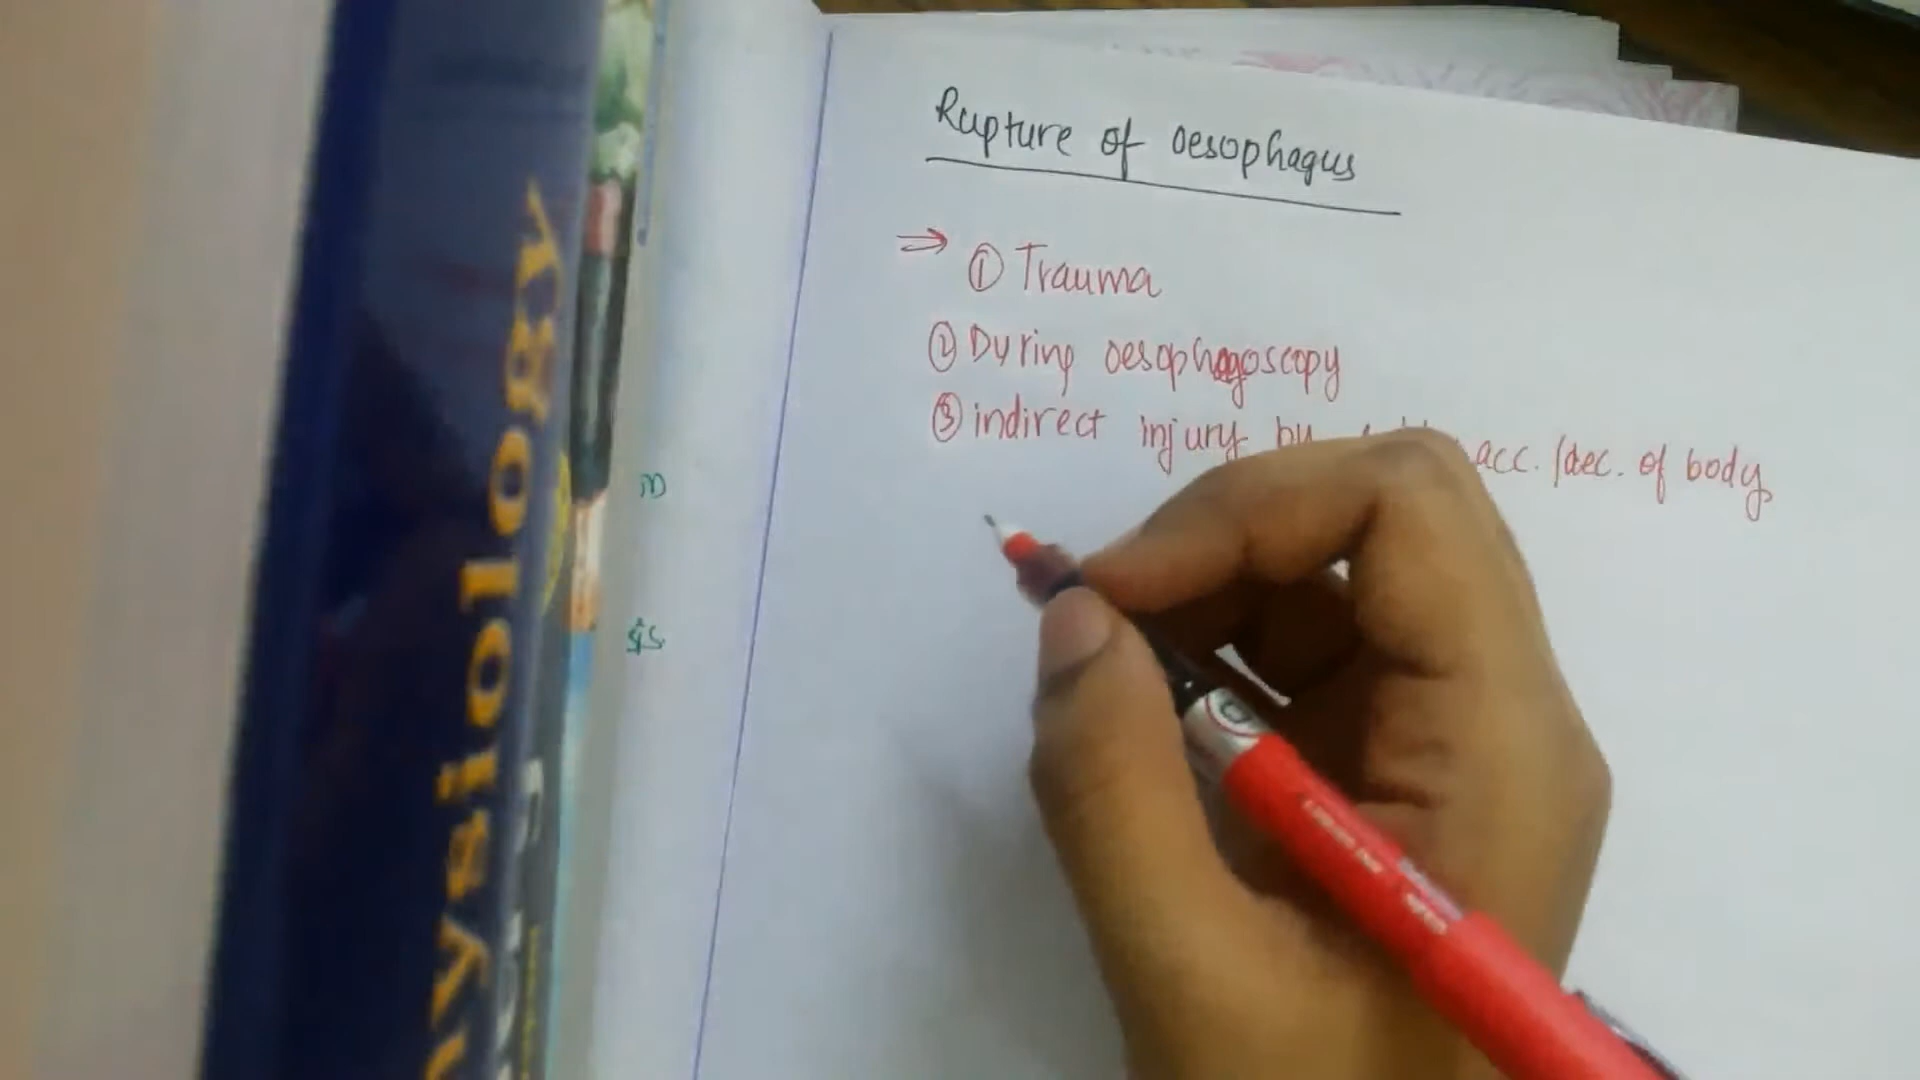 Rupture of oesophagus
⇒ ① Trauma
② During oesophagoscopy
③ indirect injury by acc. /dec. of body